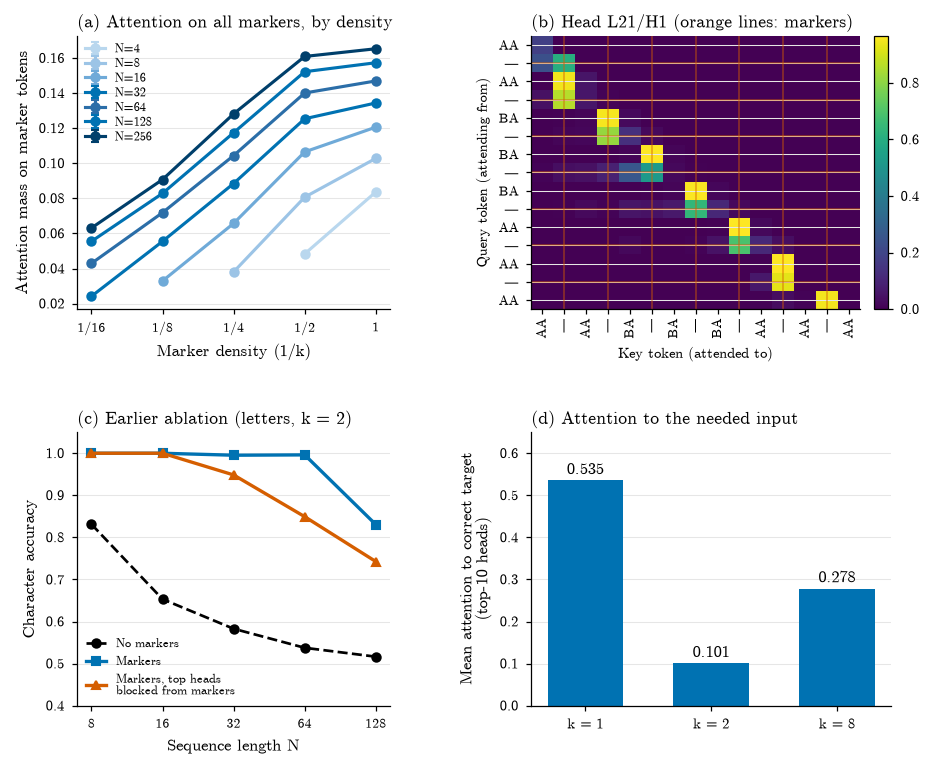 (a) Attention on all markers, by density
Attention mass on marker tokens
0.16
0.14
0.12
0.10
0.08
0.06
0.04
0.02
N=4
N=8
N=16
N=32
N=64
N=128
N=256
1/16
1/8
1/4
1/2
1
Marker density (1/k)
(b) Head L21/H1 (orange lines: markers)
Query token (attending from)
AA
—
AA
—
BA
—
BA
—
BA
—
AA
—
AA
—
AA
AA
—
AA
—
BA
—
BA
—
BA
—
AA
—
AA
—
AA
Key token (attended to)
0.8
0.6
0.4
0.2
0.0
(c) Earlier ablation (letters, k = 2)
Character accuracy
1.0
0.9
0.8
0.7
0.6
0.5
0.4
No markers
Markers
Markers, top heads
blocked from markers
8
16
32
64
128
Sequence length N
(d) Attention to the needed input
Mean attention to correct target
(top-10 heads)
0.6
0.5
0.4
0.3
0.2
0.1
0.0
0.535
0.101
0.278
k = 1
k = 2
k = 8